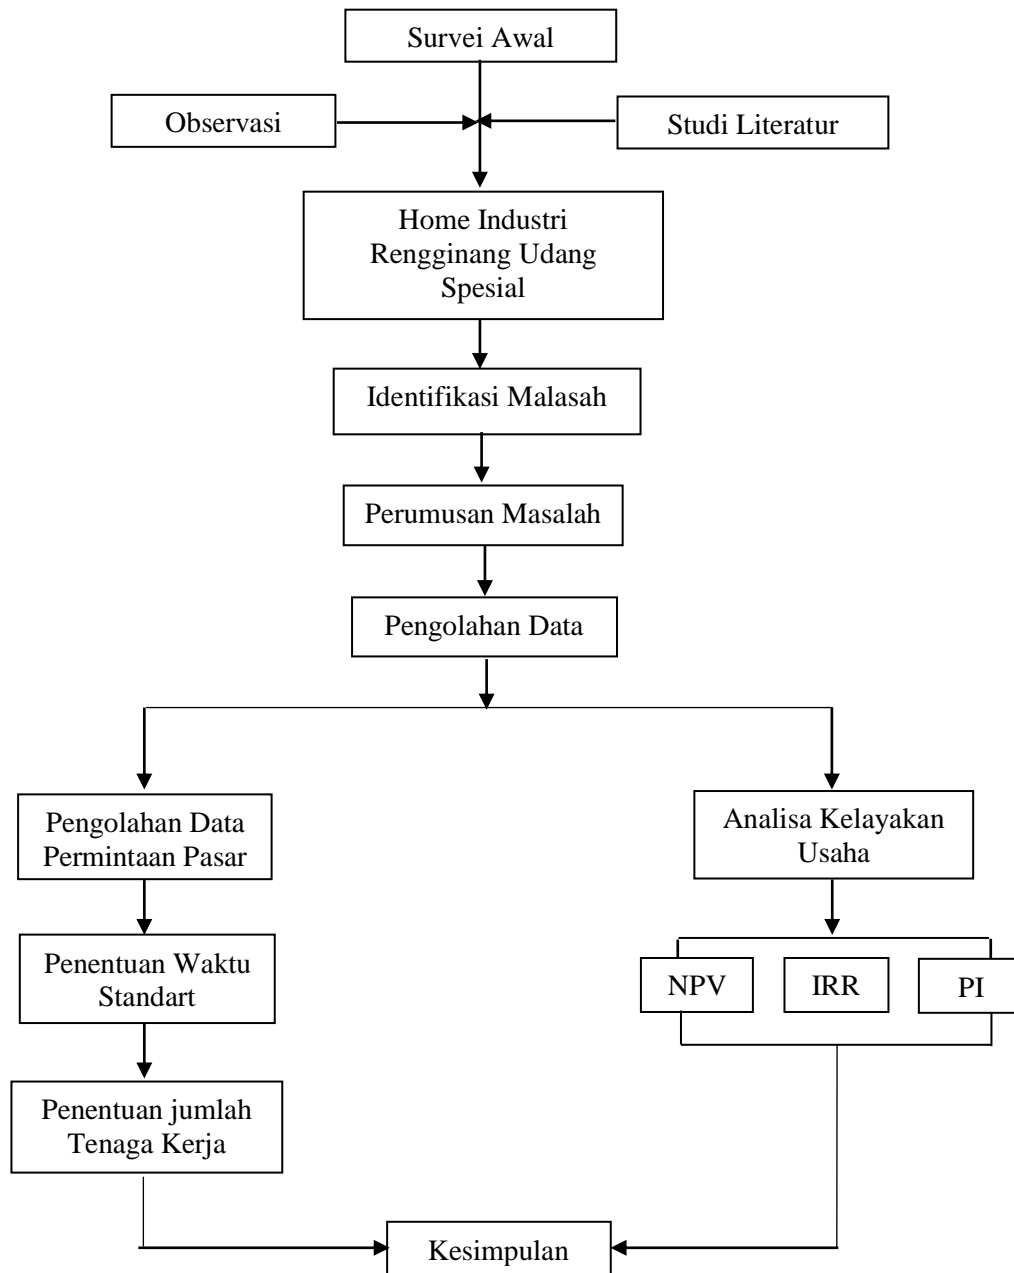 Survei Awal
Observasi
Studi Literatur
Home Industri
Rengginang Udang
Spesial
Identifikasi Malasah
Perumusan Masalah
Pengolahan Data
Pengolahan Data
Permintaan Pasar
Analisa Kelayakan
Usaha
Penentuan Waktu
Standart
NPV
IRR
PI
Penentuan jumlah
Tenaga Kerja
Kesimpulan